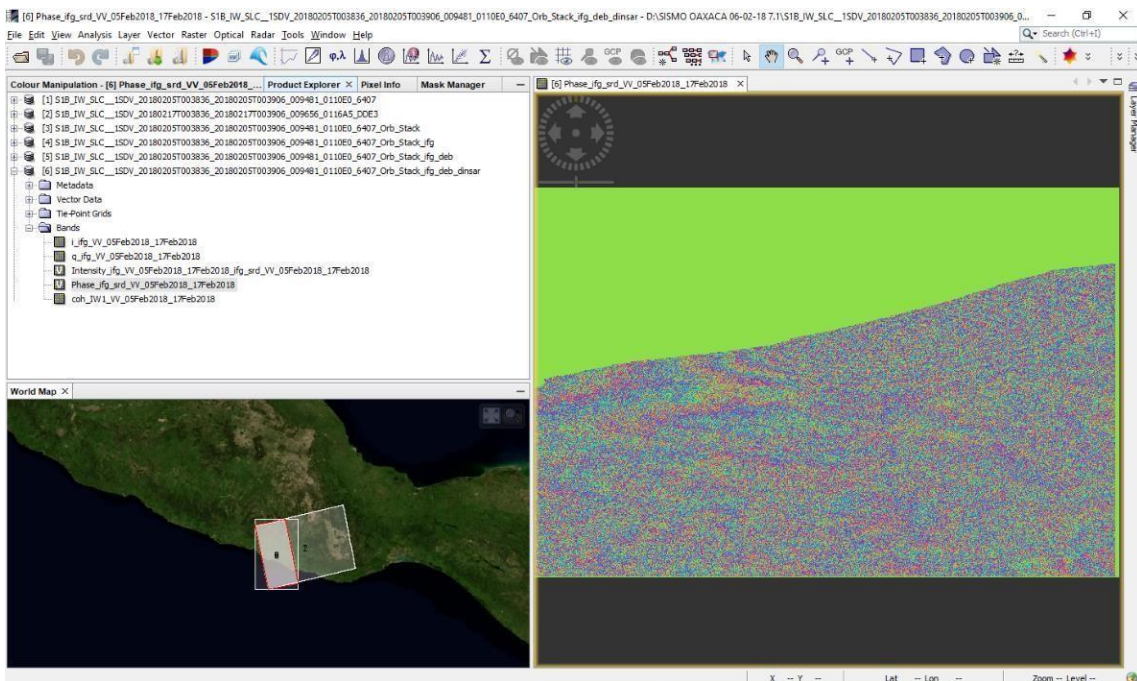 [6] Phase_ifg_srd_VV_05Feb2018_17Feb2018 - S1B_IW_SLC__1SDV_20180205T003836_20180205T003906_009481_0110E0_6407_Orb_Stack_ifg_deb_dinsar - D:\SISMO OAXACA 06-02-18 7.1\S1B_IW_SLC__1SDV_20180205T003836_20180205T003906_0...
File Edit View Analysis Layer Vector Raster Optical Radar Tools Window Help
Search (Ctrl+I)
φ,λ
Σ
GCP
GCP
Colour Manipulation - [6] Phase_ifg_srd_VV_05Feb2018_... Product Explorer × Pixel Info Mask Manager
[6] Phase_ifg_srd_VV_05Feb2018_17Feb2018 ×
Layer Manager
[1] S1B_IW_SLC__1SDV_20180205T003836_20180205T003906_009481_0110E0_6407
[2] S1B_IW_SLC__1SDV_20180217T003836_20180217T003906_009656_0116A5_DDE3
[3] S1B_IW_SLC__1SDV_20180205T003836_20180205T003906_009481_0110E0_6407_Orb_Stack
[4] S1B_IW_SLC__1SDV_20180205T003836_20180205T003906_009481_0110E0_6407_Orb_Stack_ifg
[5] S1B_IW_SLC__1SDV_20180205T003836_20180205T003906_009481_0110E0_6407_Orb_Stack_ifg_deb
[6] S1B_IW_SLC__1SDV_20180205T003836_20180205T003906_009481_0110E0_6407_Orb_Stack_ifg_deb_dinsar
Metadata
Vector Data
Tie-Point Grids
Bands
i_ifg_VV_05Feb2018_17Feb2018
q_ifg_VV_05Feb2018_17Feb2018
Intensity_ifg_VV_05Feb2018_17Feb2018_ifg_srd_VV_05Feb2018_17Feb2018
Phase_ifg_srd_VV_05Feb2018_17Feb2018
coh_IW1_VV_05Feb2018_17Feb2018
World Map ×
2
X -- Y -- Lat -- Lon -- Zoom -- Level --